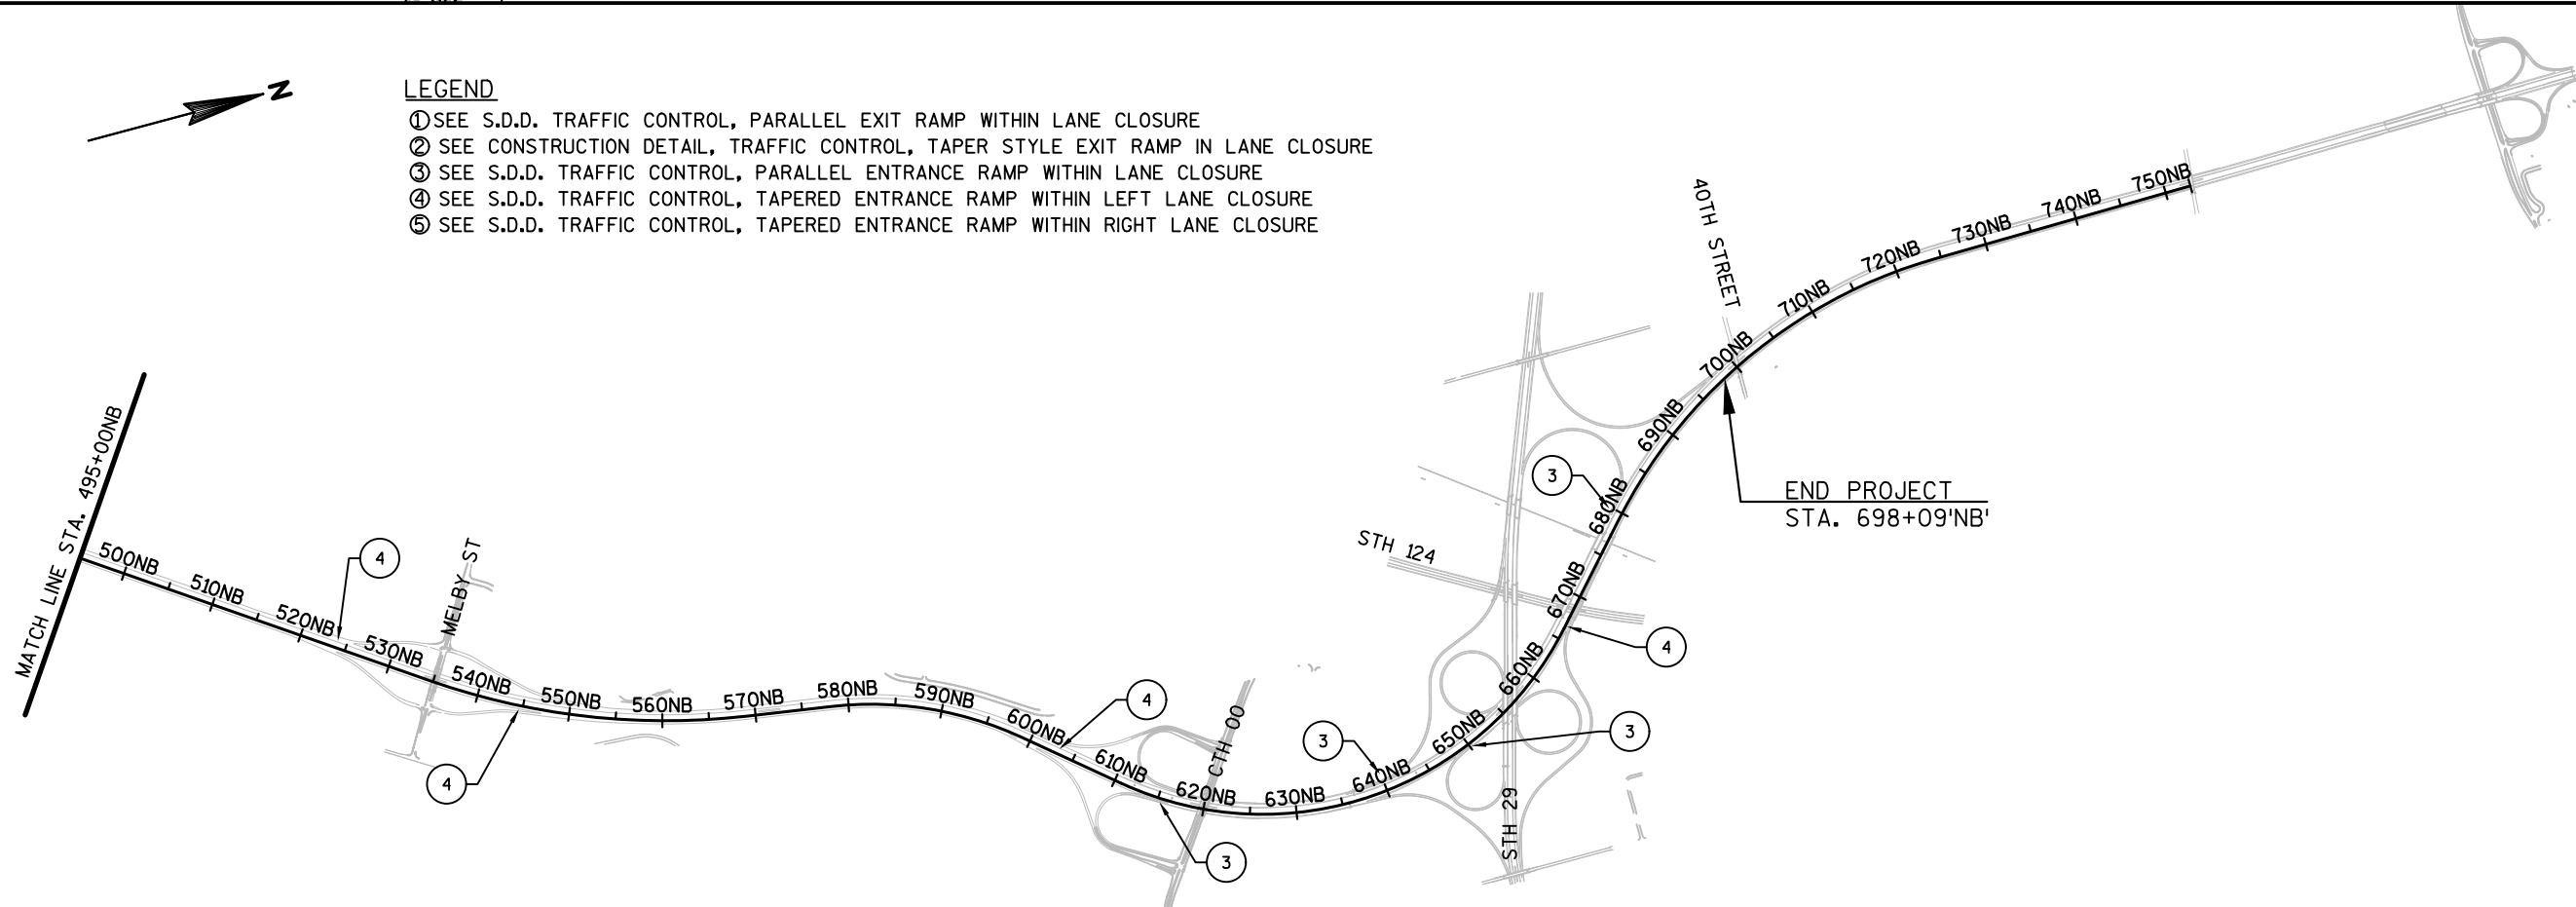 N
LEGEND
① SEE S.D.D. TRAFFIC CONTROL, PARALLEL EXIT RAMP WITHIN LANE CLOSURE
② SEE CONSTRUCTION DETAIL, TRAFFIC CONTROL, TAPER STYLE EXIT RAMP IN LANE CLOSURE
③ SEE S.D.D. TRAFFIC CONTROL, PARALLEL ENTRANCE RAMP WITHIN LANE CLOSURE
④ SEE S.D.D. TRAFFIC CONTROL, TAPERED ENTRANCE RAMP WITHIN LEFT LANE CLOSURE
⑤ SEE S.D.D. TRAFFIC CONTROL, TAPERED ENTRANCE RAMP WITHIN RIGHT LANE CLOSURE
MATCH LINE STA. 495+00NB
500NB
510NB
520NB
4
530NB
MELBY ST
540NB
4
550NB
560NB
570NB
580NB
590NB
600NB
4
610NB
3
620NB
CTH OO
630NB
3
640NB
650NB
3
STH 29
660NB
4
670NB
STH 124
680NB
3
690NB
700NB
40TH STREET
END PROJECT
STA. 698+09'NB'
710NB
720NB
730NB
740NB
750NB